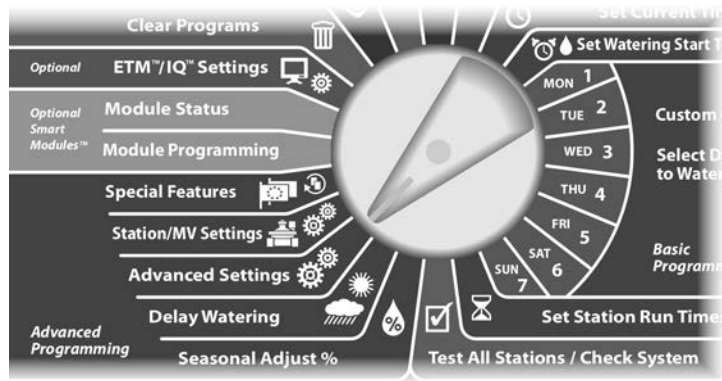 Clear Programs
Optional
ETM™/IQ™ Settings
Optional
Smart
Modules™
Module Status
Module Programming
Special Features
Station/MV Settings
Advanced Settings
Delay Watering
Advanced
Programming
Seasonal Adjust %
%
Set Current
Set Watering Start
MON 1
TUE 2
WED 3
THU 4
FRI 5
SAT 6
SUN 7
Custom
Select
to Water
Basic
Set Station Run
Test All Stations / Check System